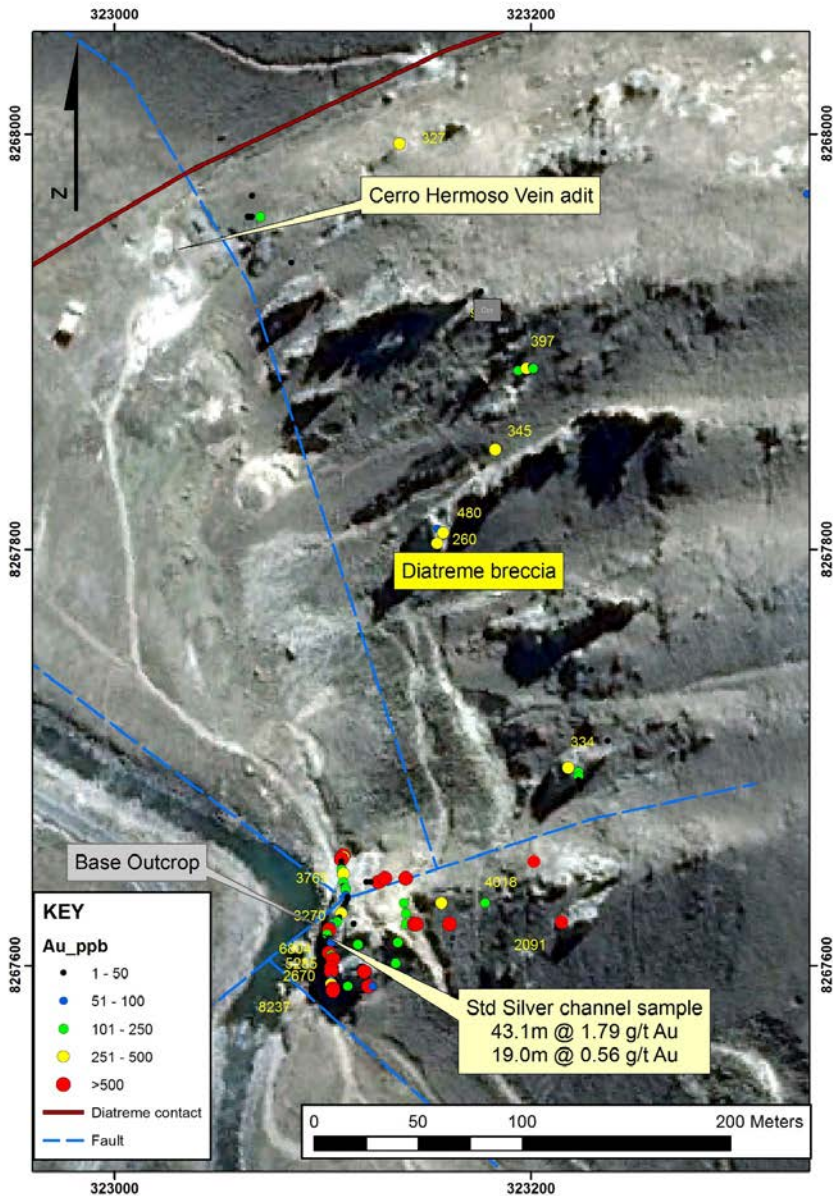 323000
323200
8268000
8268000
327
N
Cerro Hermoso Vein adit
397
345
480
260
8267800
8267800
Diatreme breccia
334
Base Outcrop
3765
4018
3270
2091
2670
8237
8267600
8267600
Std Silver channel sample
43.1m @ 1.79 g/t Au
19.0m @ 0.56 g/t Au
KEY
Au_ppb
1 - 50
51 - 100
101 - 250
251 - 500
>500
Diatreme contact
Fault
0
50
100
200 Meters
323000
323200